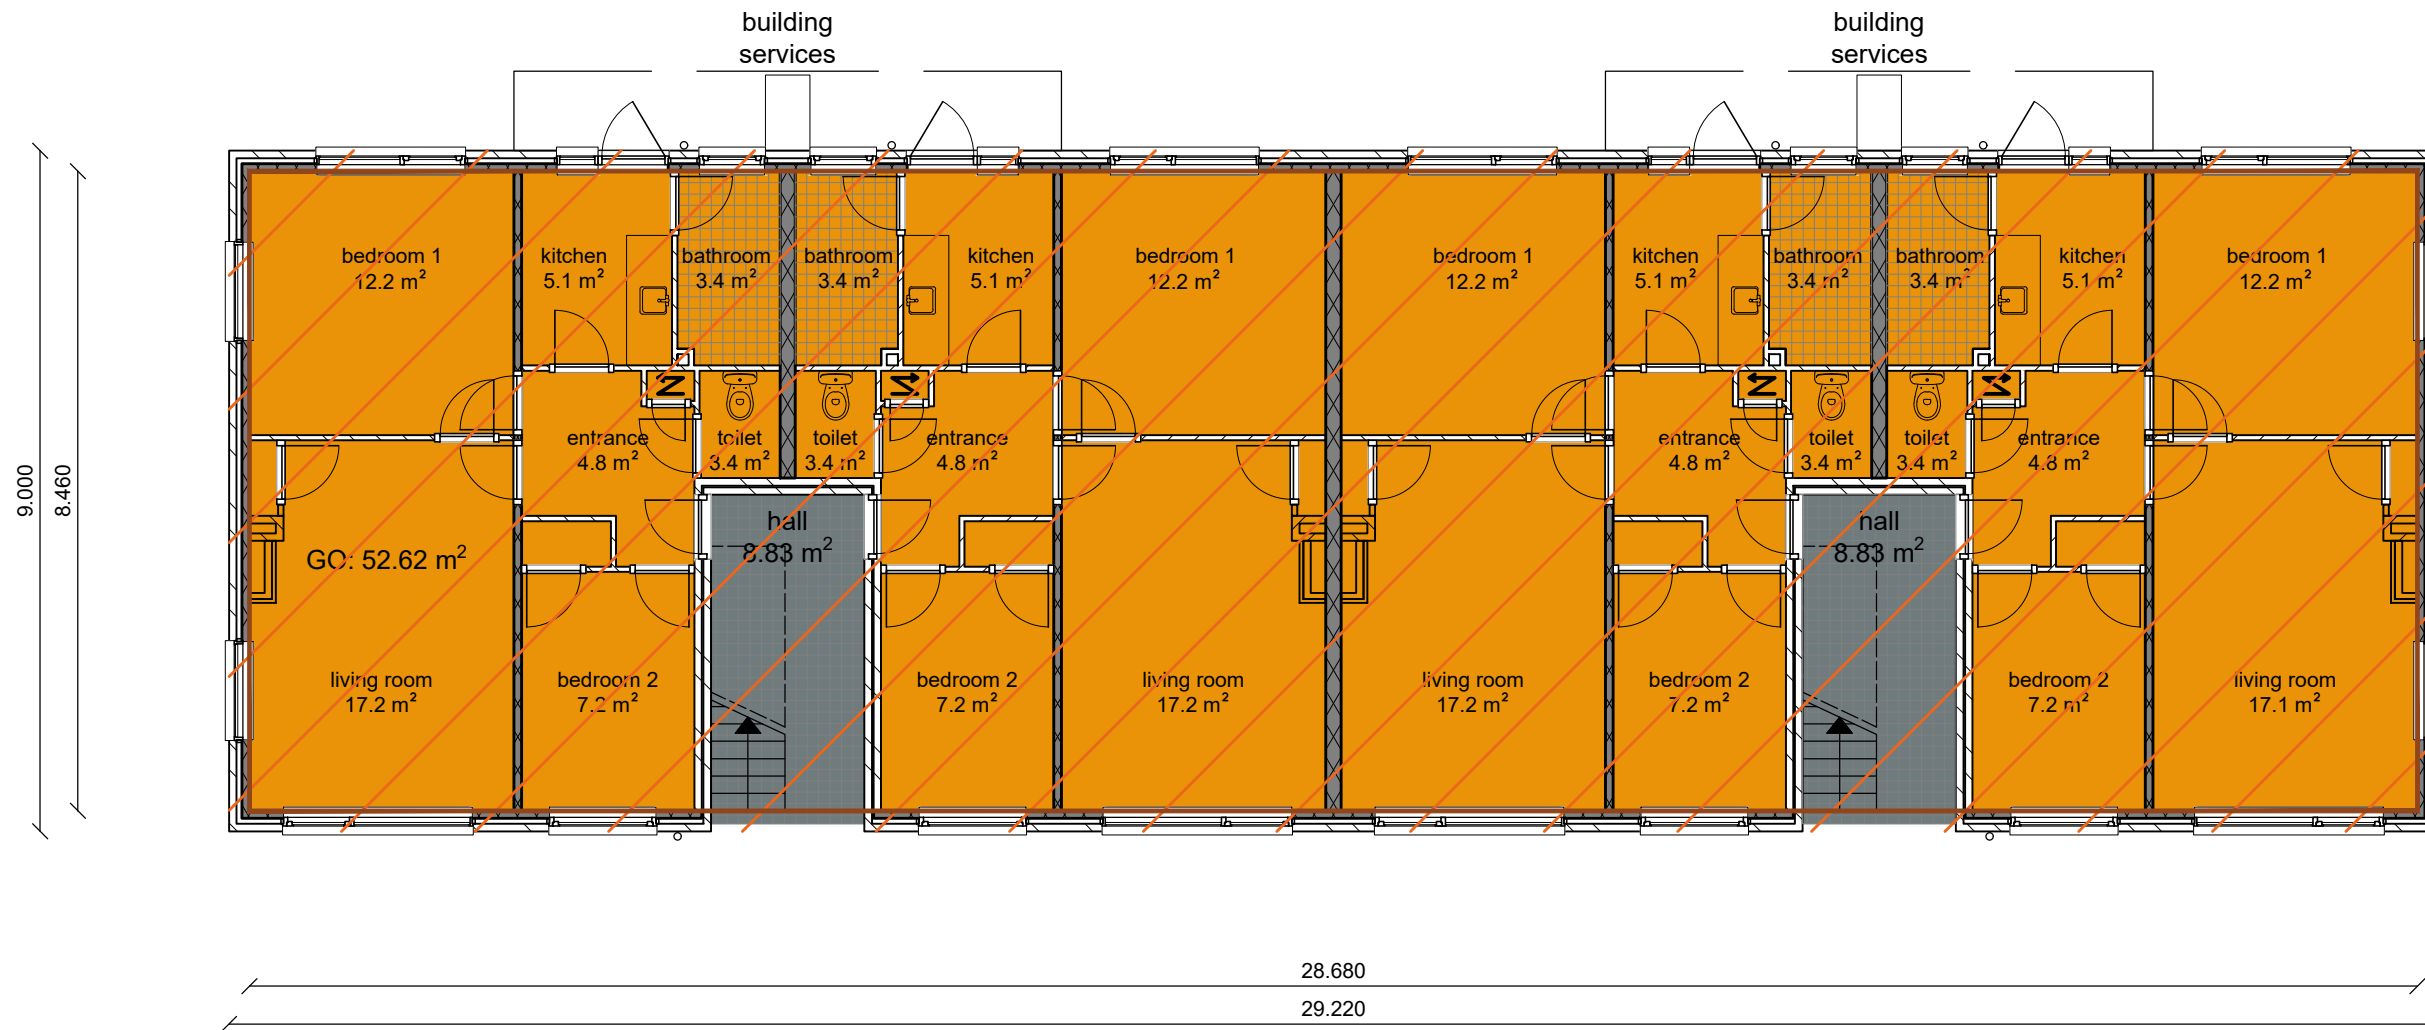 building
services
building
services
bedroom 1
12.2 m²
kitchen
5.1 m²
bathroom
3.4 m²
bathroom
3.4 m²
kitchen
5.1 m²
bedroom 1
12.2 m²
bedroom 1
12.2 m²
kitchen
5.1 m²
bathroom
3.4 m²
bathroom
3.4 m²
kitchen
5.1 m²
bedroom 1
12.2 m²
entrance
4.8 m²
toilet
3.4 m²
toilet
3.4 m²
entrance
4.8 m²
entrance
4.8 m²
toilet
3.4 m²
toilet
3.4 m²
entrance
4.8 m²
9.000
8.460
GO: 52.62 m²
hall
8.83 m²
hall
8.83 m²
living room
17.2 m²
bedroom 2
7.2 m²
bedroom 2
7.2 m²
living room
17.2 m²
living room
17.2 m²
bedroom 2
7.2 m²
bedroom 2
7.2 m²
living room
17.1 m²
28.680
29.220